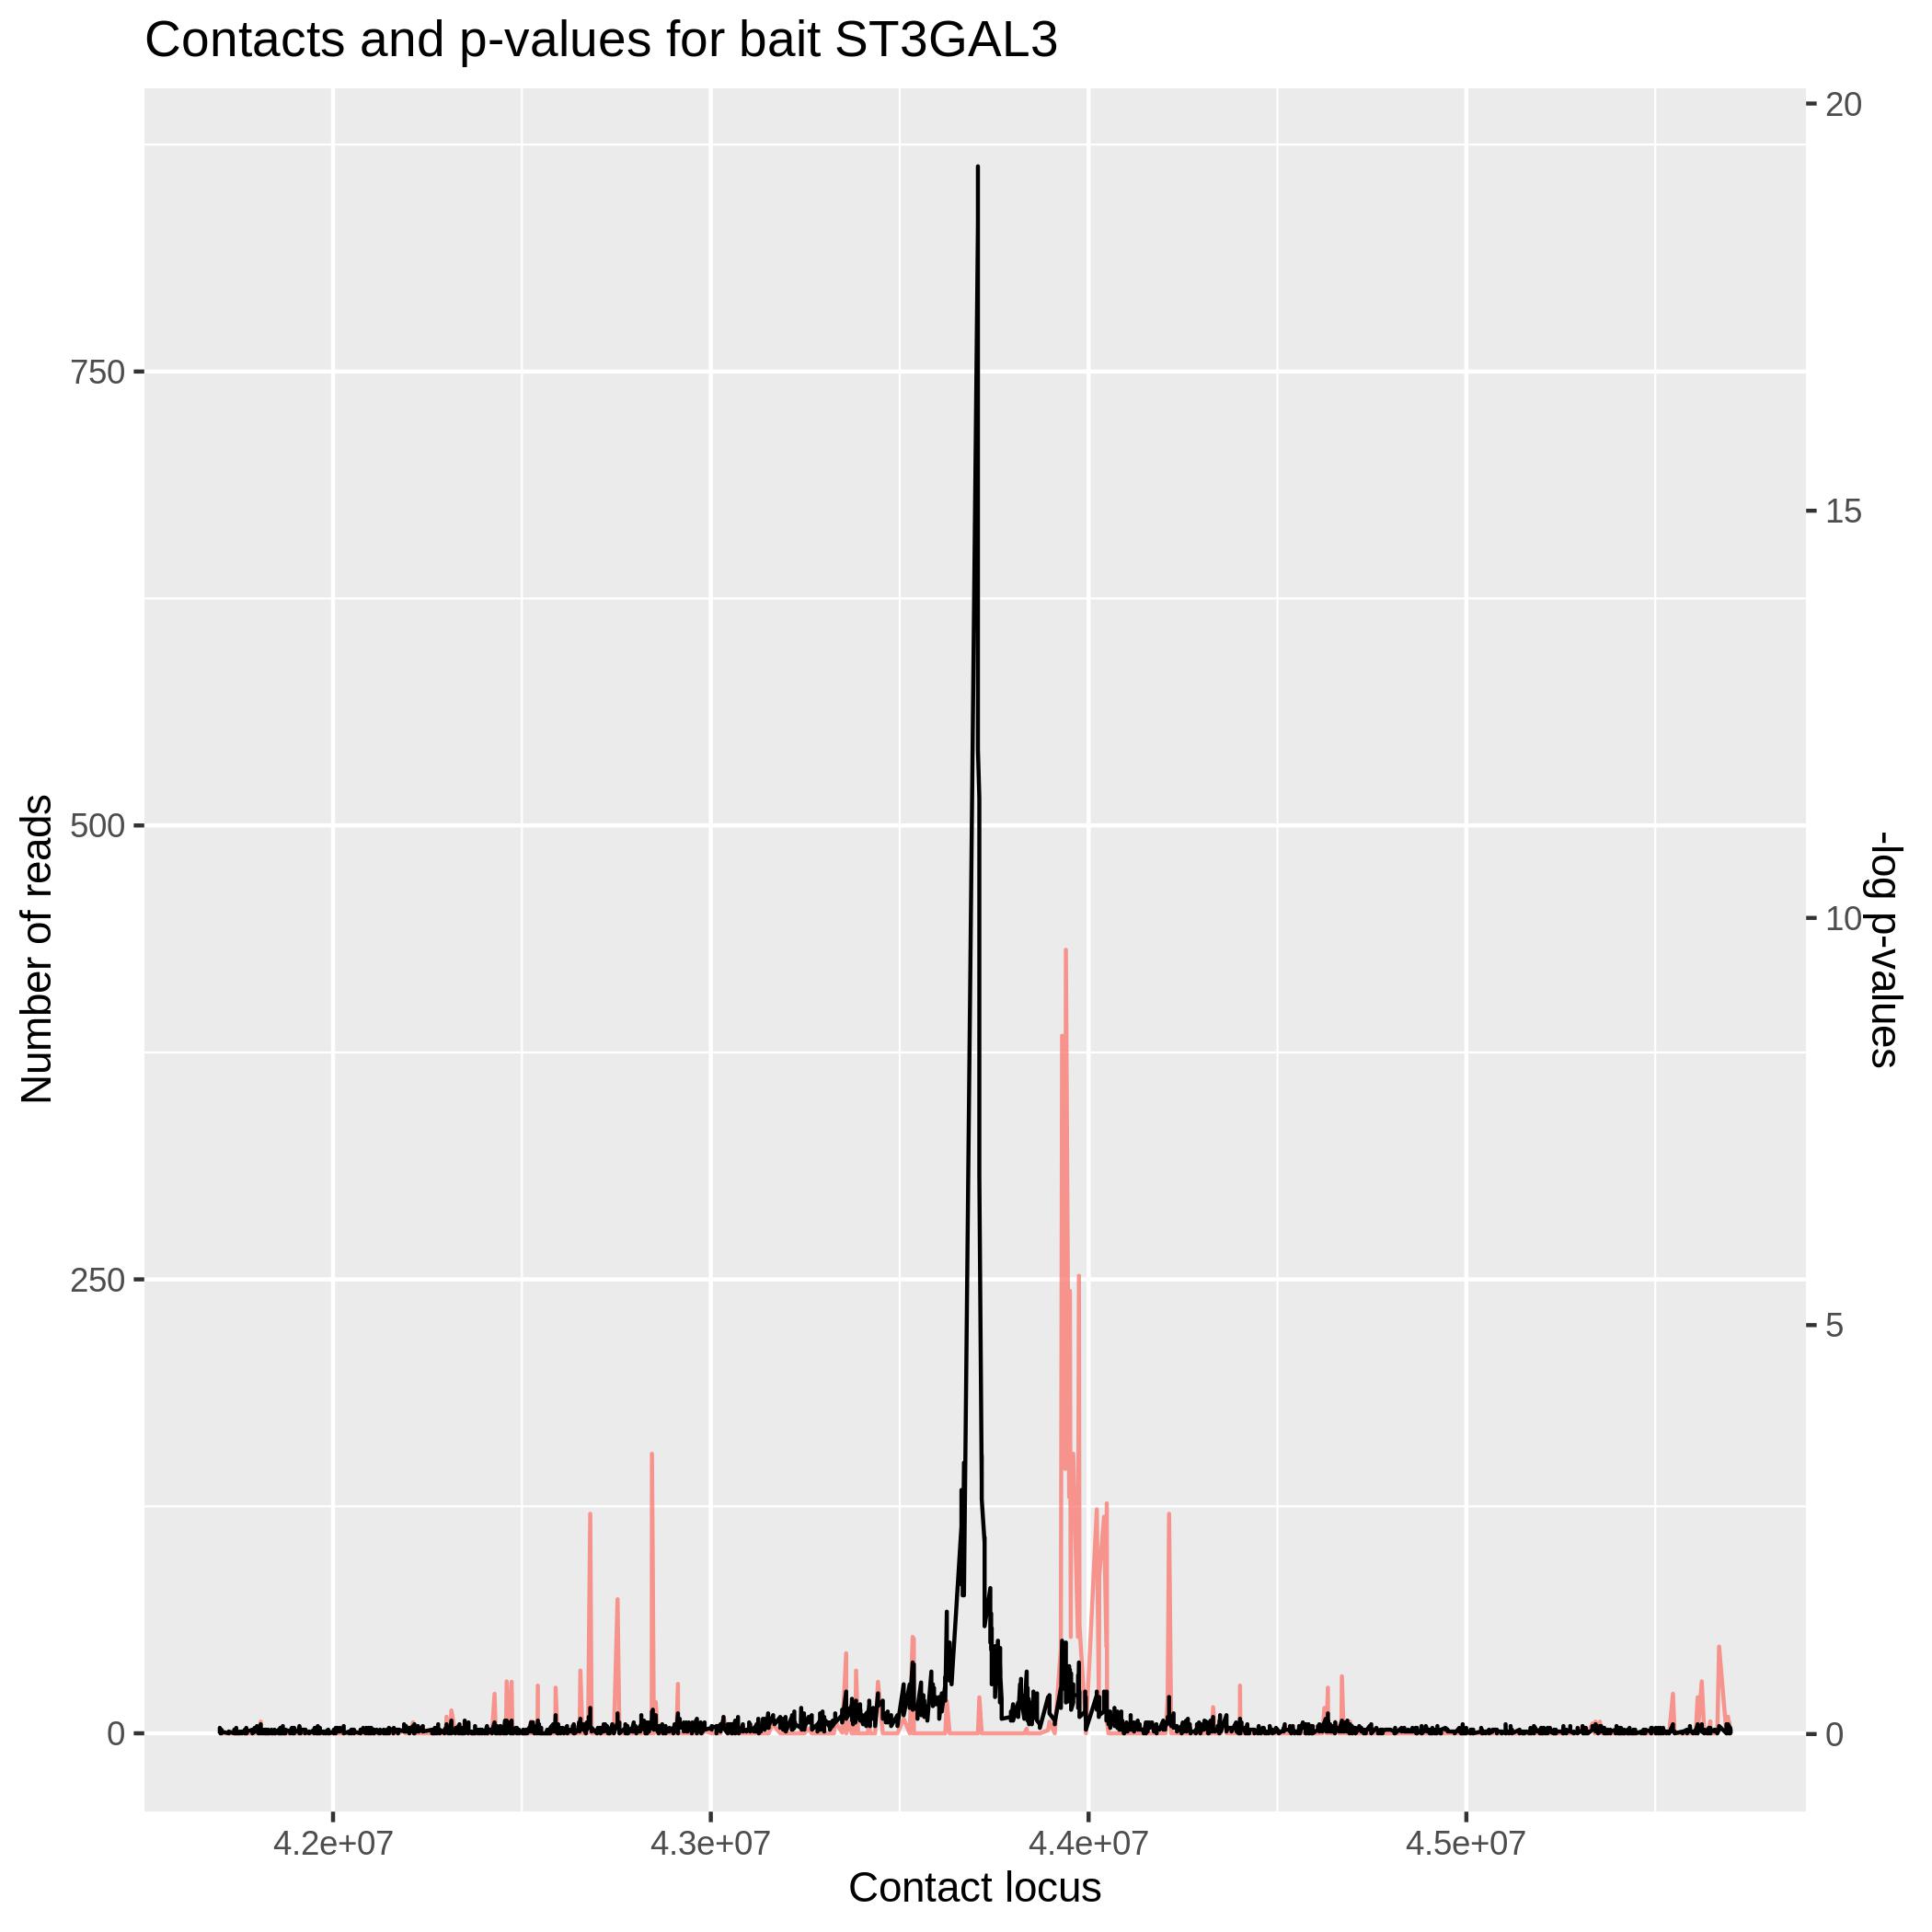 Contacts and p-values for bait ST3GAL3
Number of reads
750
500
250
0
20
15
10
5
0
-log p-values
4.2e+07
4.3e+07
4.4e+07
4.5e+07
Contact locus